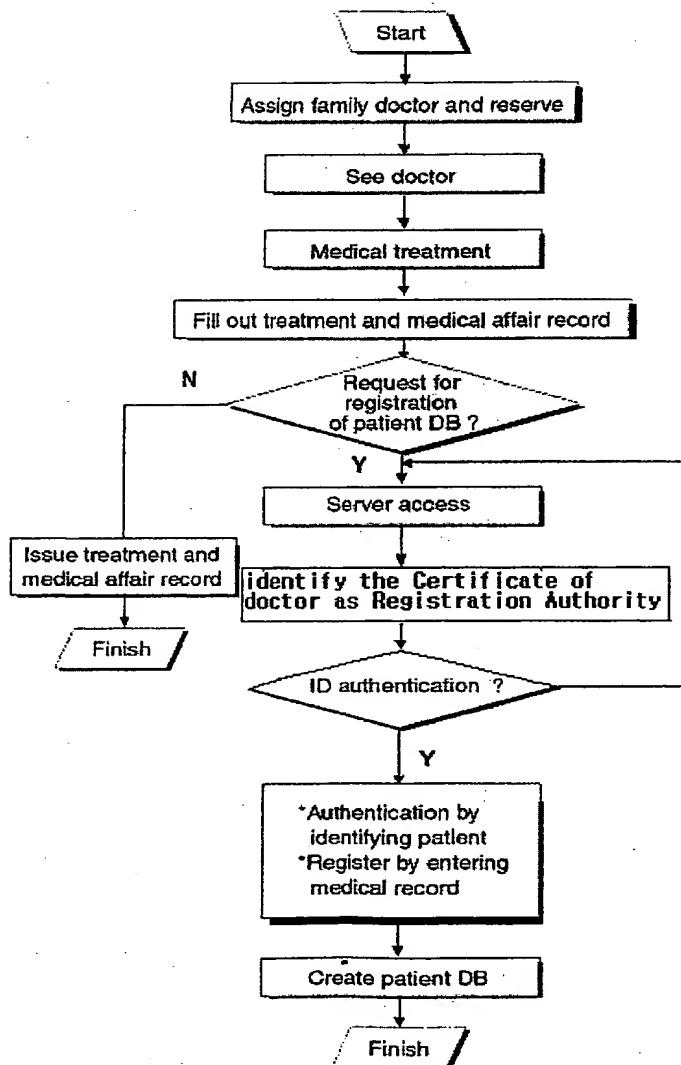 Start
Assign family doctor and reserve
See doctor
Medical treatment
Fill out treatment and medical affair record
N
Request for
registration
of patient DB ?
Y
Server access
Issue treatment and
medical affair record
identify the Certificate of
doctor as Registration Authority
Finish
ID authentication ?
Y
*Authentication by
identifying patient
*Register by entering
medical record
Create patient DB
Finish